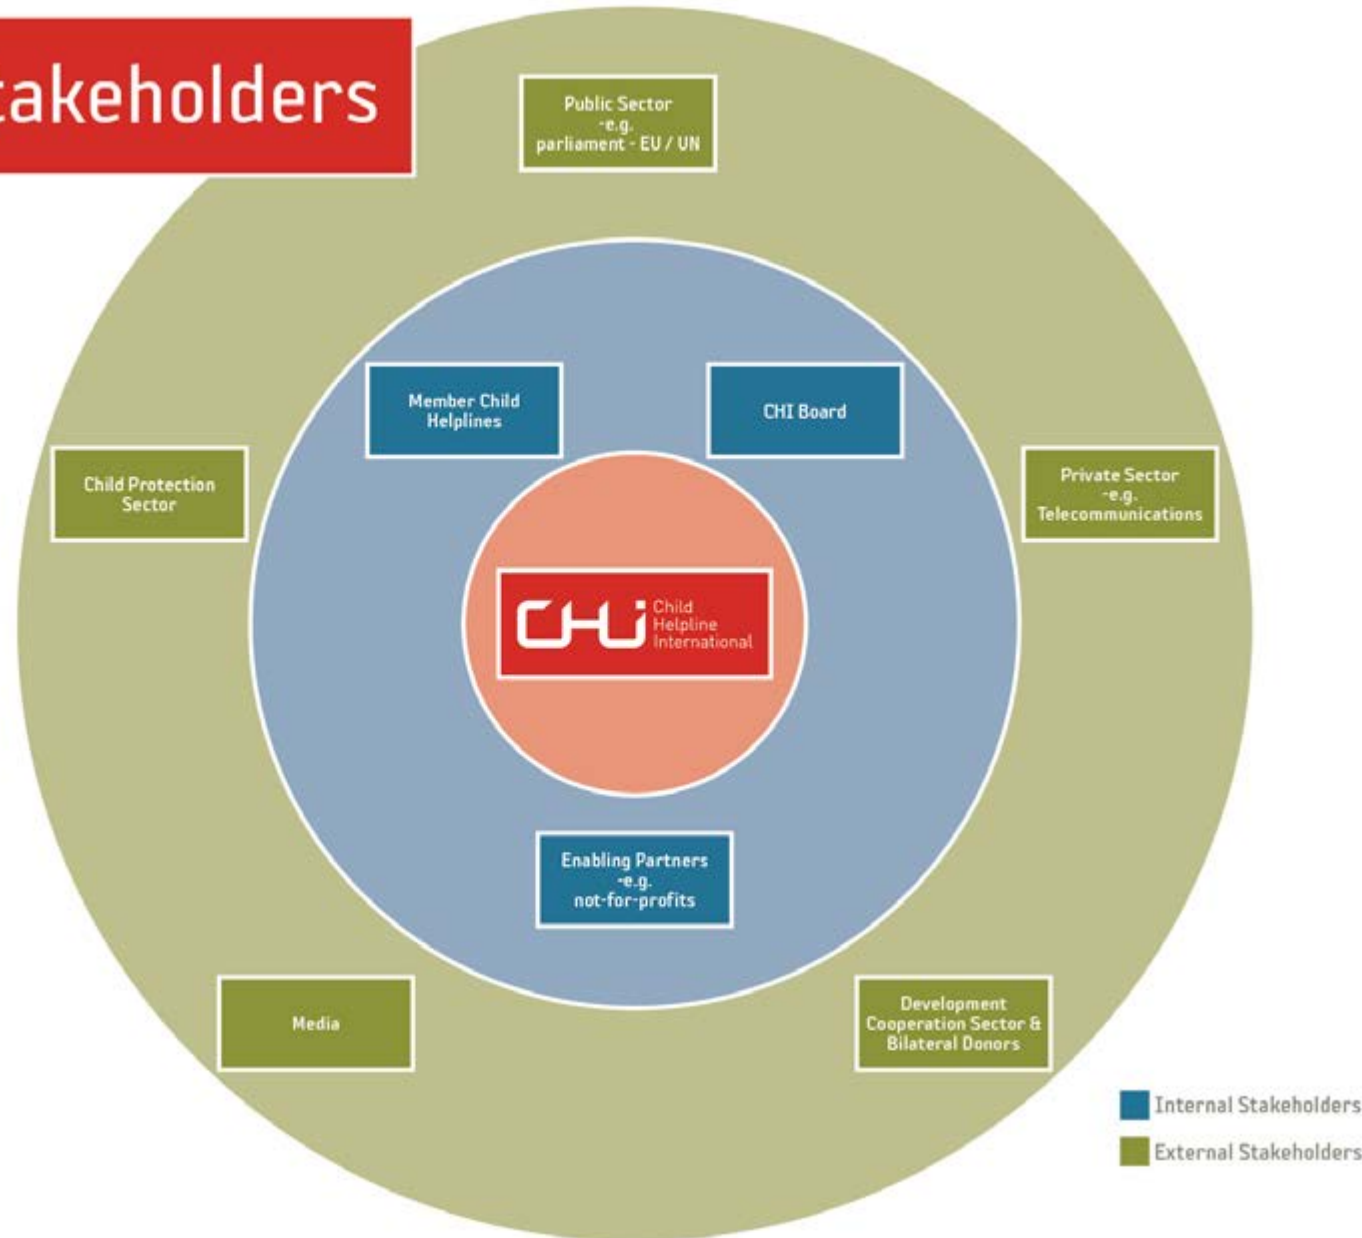 takeholders
Public Sector
-e.g.
parliament - EU / UN
Member Child
Helplines
CHI Board
Child Protection
Sector
Private Sector
-e.g.
Telecommunications
CHi
Child
Helpline
International
Enabling Partners
-e.g.
not-for-profits
Media
Development
Cooperation Sector &
Bilateral Donors
Internal Stakeholders
External Stakeholders